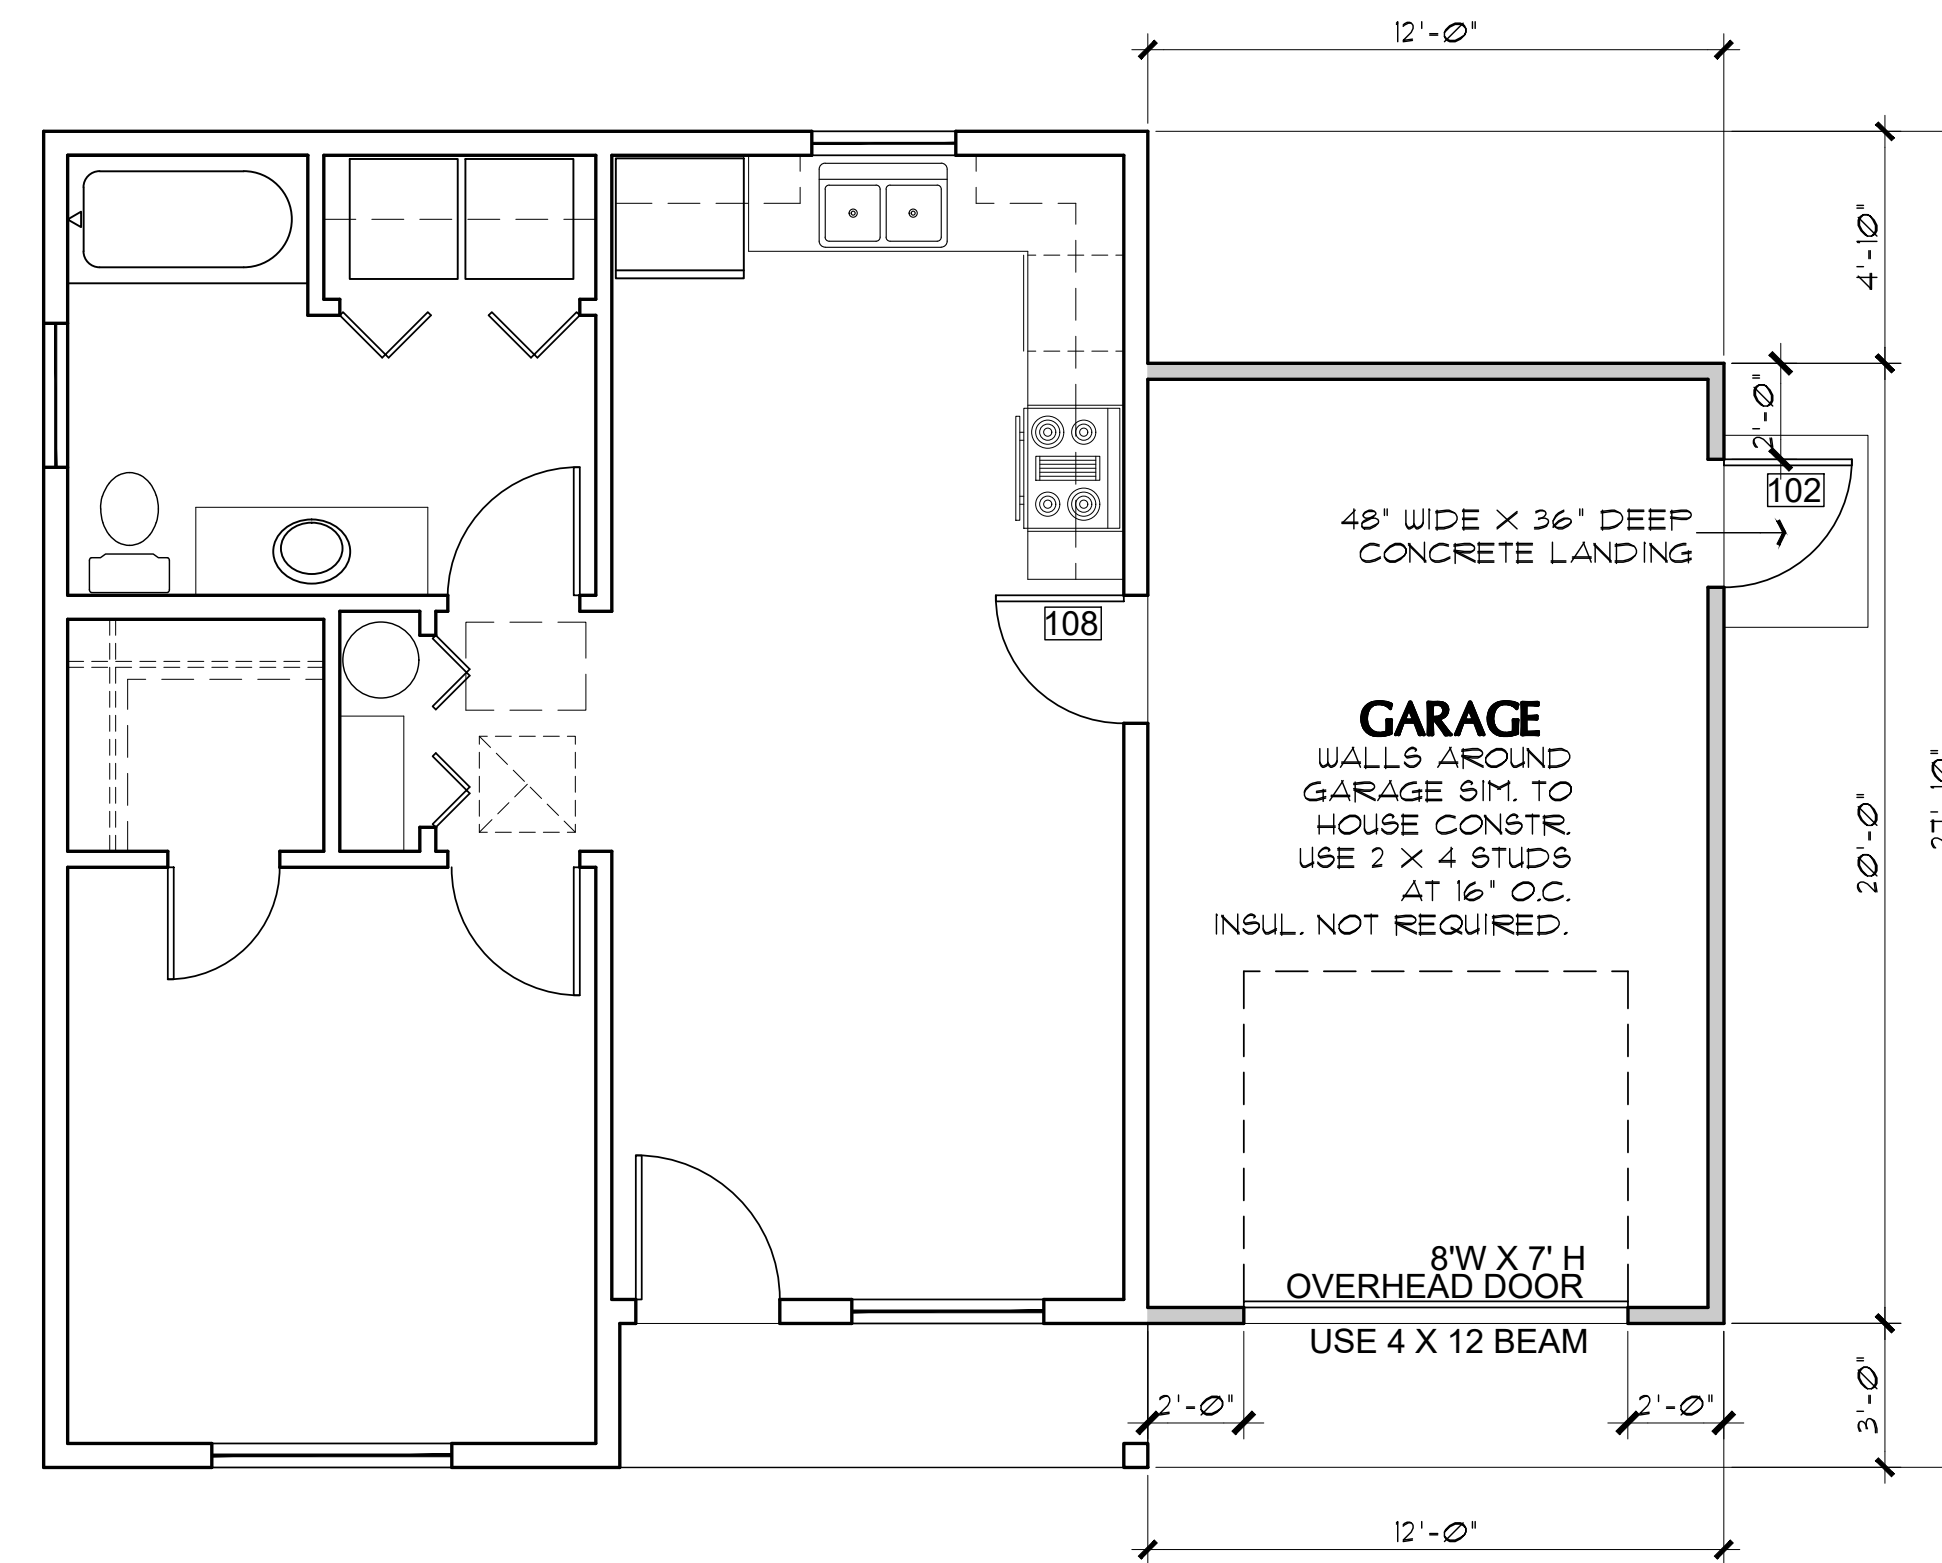 12'-0"
4'-10"
2'-0"
102
48" WIDE X 36" DEEP
CONCRETE LANDING
108
GARAGE
WALLS AROUND
GARAGE SIM. TO
HOUSE CONSTR.
USE 2 X 4 STUDS
AT 16" O.C.
INSUL. NOT REQUIRED.
20'-0"
8'W X 7' H
OVERHEAD DOOR
USE 4 X 12 BEAM
2'-0"
2'-0"
3'-0"
12'-0"